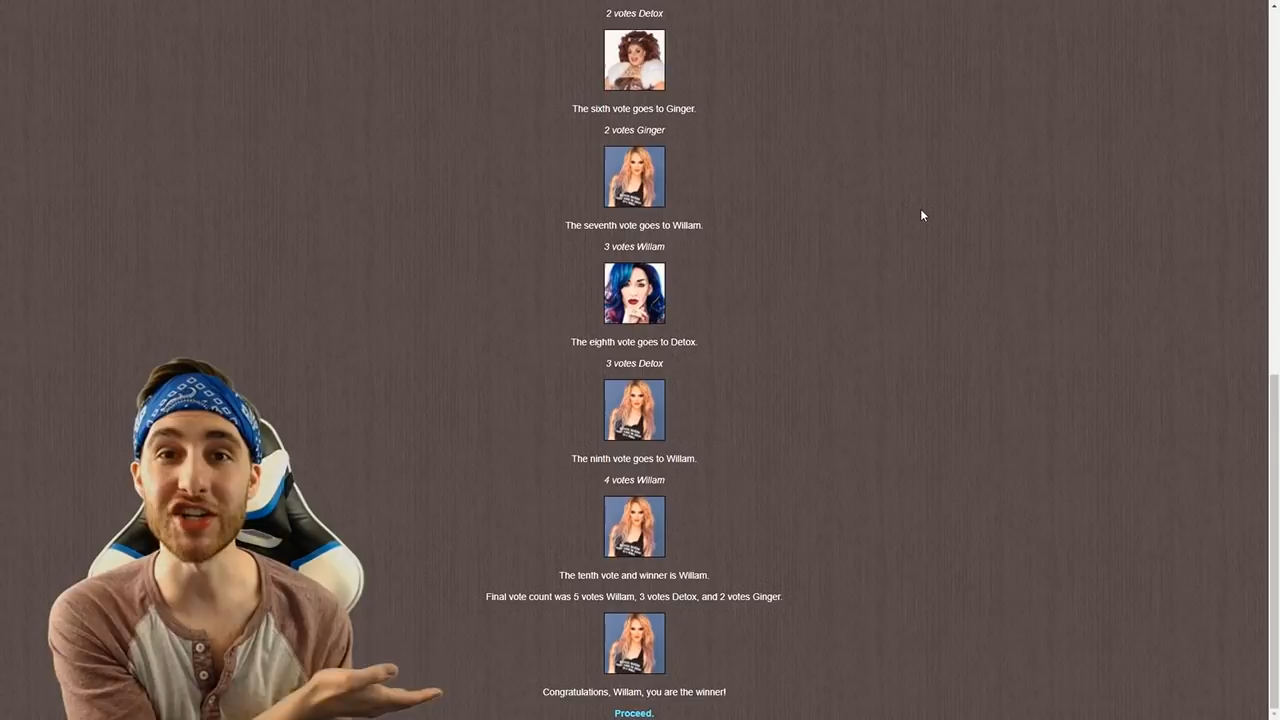 2 votes Detox
The sixth vote goes to Ginger.
2 votes Ginger
The seventh vote goes to Willam.
3 votes Willam
The eighth vote goes to Detox.
3 votes Detox
The ninth vote goes to Willam.
4 votes Willam
The tenth vote and winner is Willam.
Final vote count was 5 votes Willam, 3 votes Detox, and 2 votes Ginger.
Congratulations, Willam, you are the winner!
Proceed.